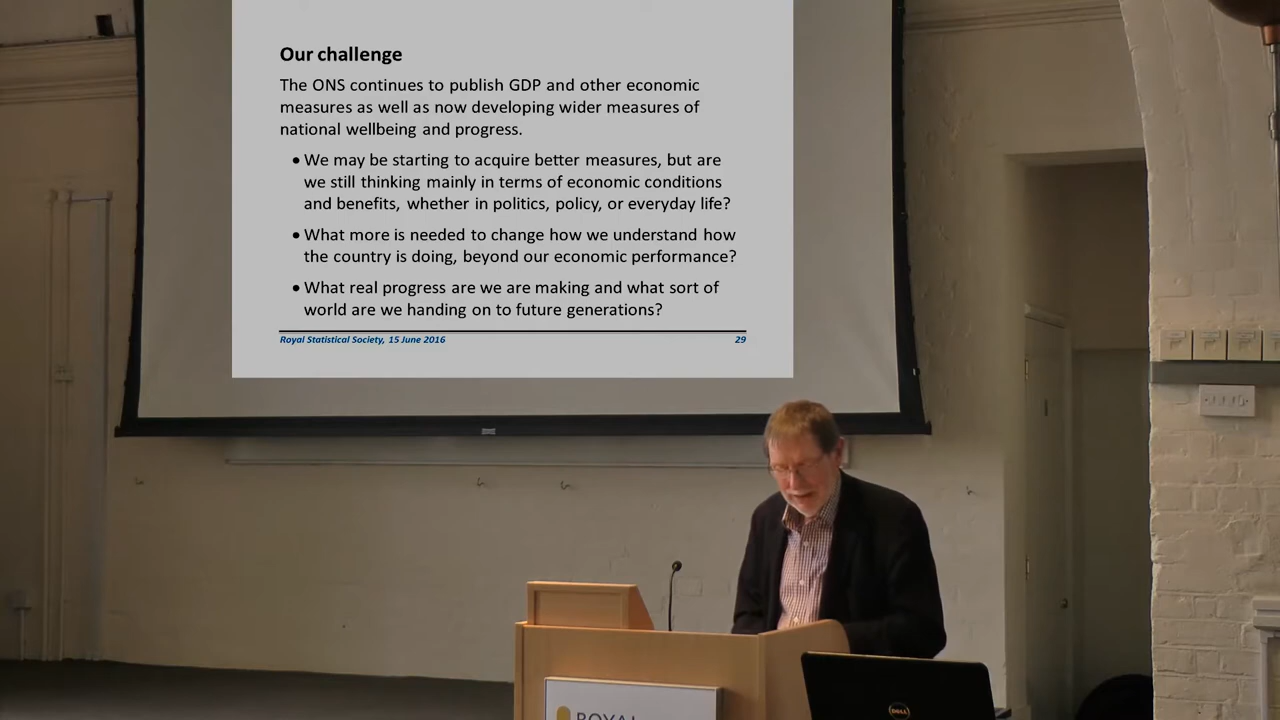 Our challenge
The ONS continues to publish GDP and other economic
measures as well as now developing wider measures of
national wellbeing and progress.
• We may be starting to acquire better measures, but are
we still thinking mainly in terms of economic conditions
and benefits, whether in politics, policy, or everyday life?
• What more is needed to change how we understand how
the country is doing, beyond our economic performance?
• What real progress are we are making and what sort of
world are we handing on to future generations?
Royal Statistical Society, 15 June 2016 29
ROYAL
DELL